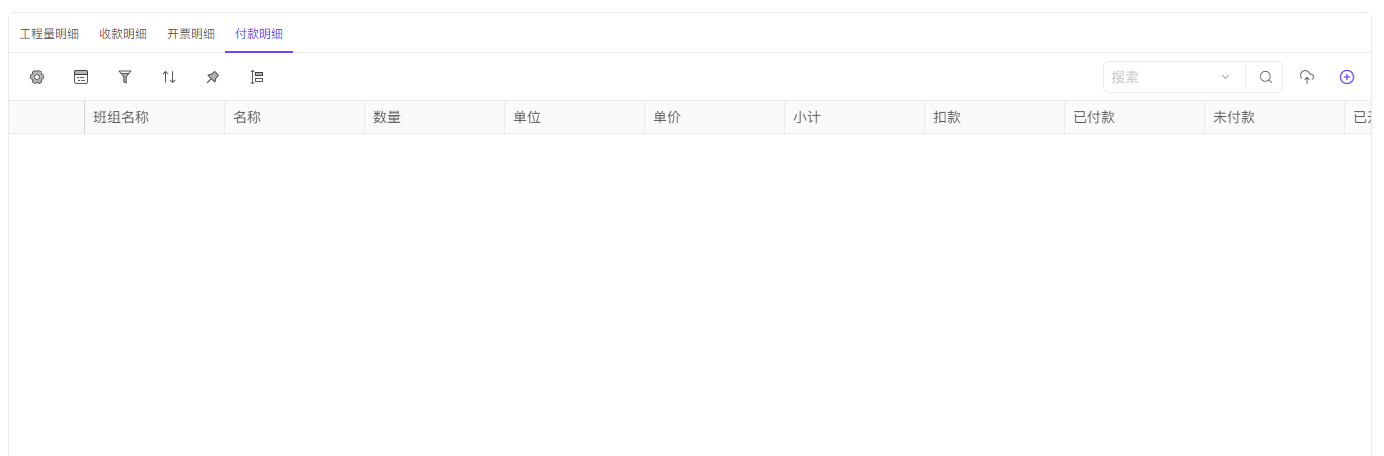 工程量明细 收款明细 开票明细 付款明细
搜索
班组名称 名称 数量 单位 单价 小计 扣款 已付款 未付款 已